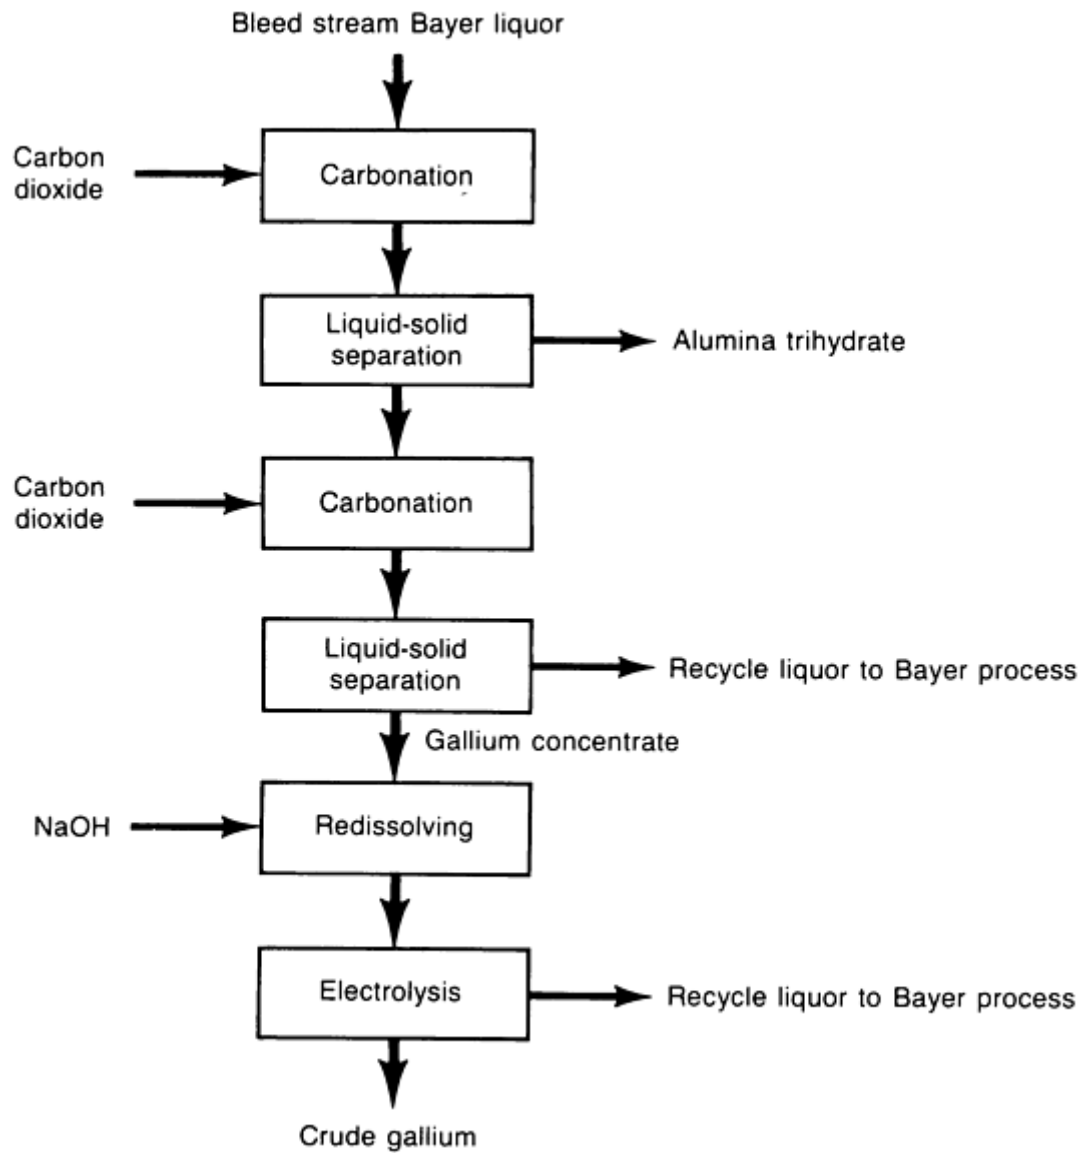 Bleed stream Bayer liquor
Carbon
dioxide
Carbonation
Liquid-solid
separation
Alumina trihydrate
Carbon
dioxide
Carbonation
Liquid-solid
separation
Recycle liquor to Bayer process
Gallium concentrate
NaOH
Redissolving
Electrolysis
Recycle liquor to Bayer process
Crude gallium